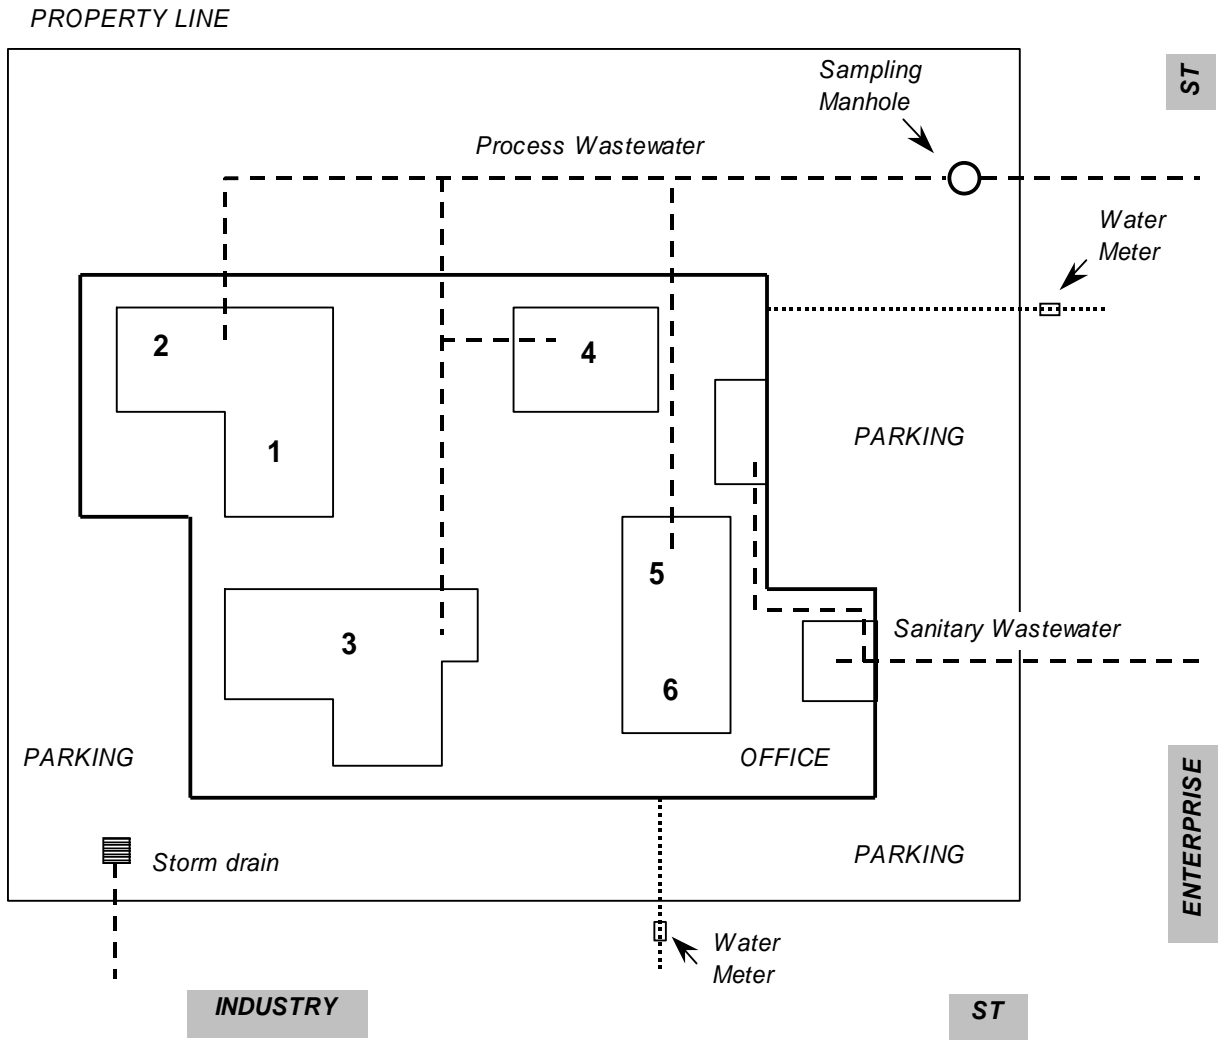 PROPERTY LINE
Sampling
Manhole
ST
Process Wastewater
Water
Meter
2
4
1
PARKING
5
3
Sanitary Wastewater
6
PARKING
OFFICE
ENTERPRISE
Storm drain
PARKING
Water
Meter
INDUSTRY
ST